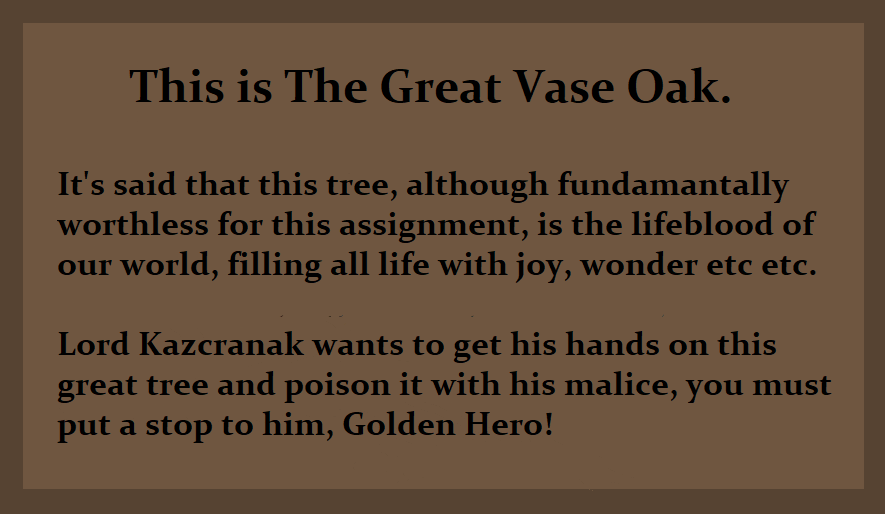 This is The Great Vase Oak.
It's said that this tree, although fundamantally
worthless for this assignment, is the lifeblood of
our world, filling all life with joy, wonder etc etc.
Lord Kazcranak wants to get his hands on this
great tree and poison it with his malice, you must
put a stop to him, Golden Hero!